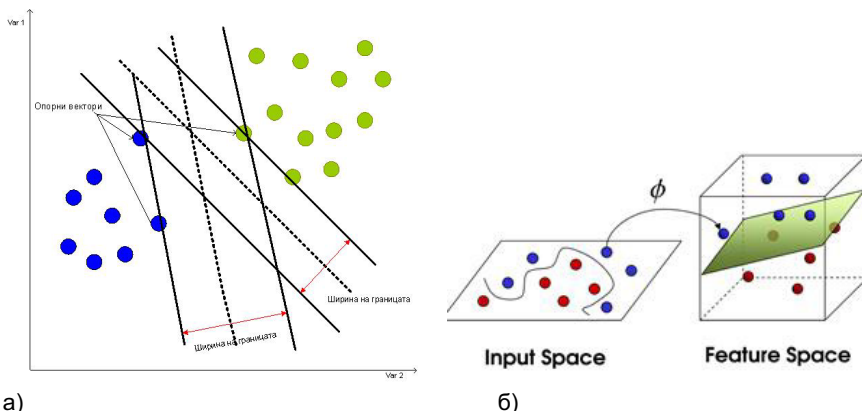 Var 1
Опорни вектори
Ширина на границата
Ширина на границата
Var 2
ϕ
Input Space
Feature Space
а)
б)